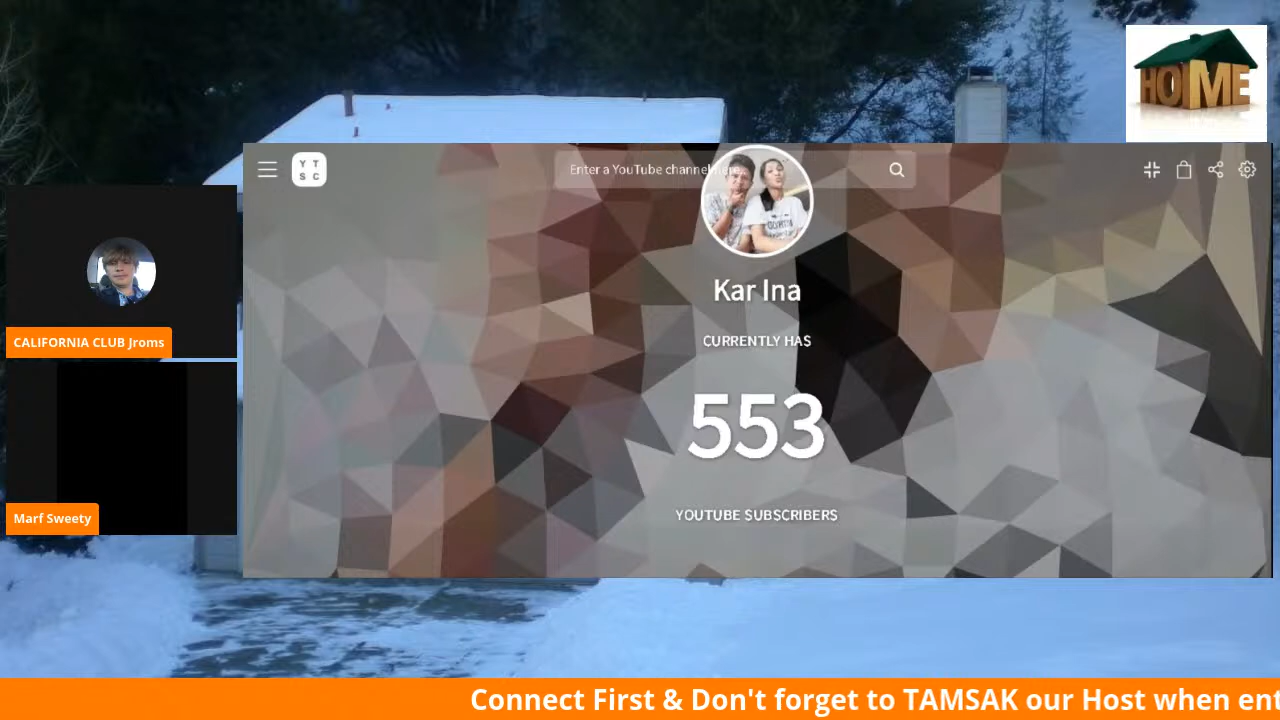 HOME
Y T
S C
Enter a YouTube channel
Kar Ina
CURRENTLY HAS
553
YOUTUBE SUBSCRIBERS
CALIFORNIA CLUB Jroms
Marf Sweety
Connect First & Don't forget to TAMSAK our Host when ent